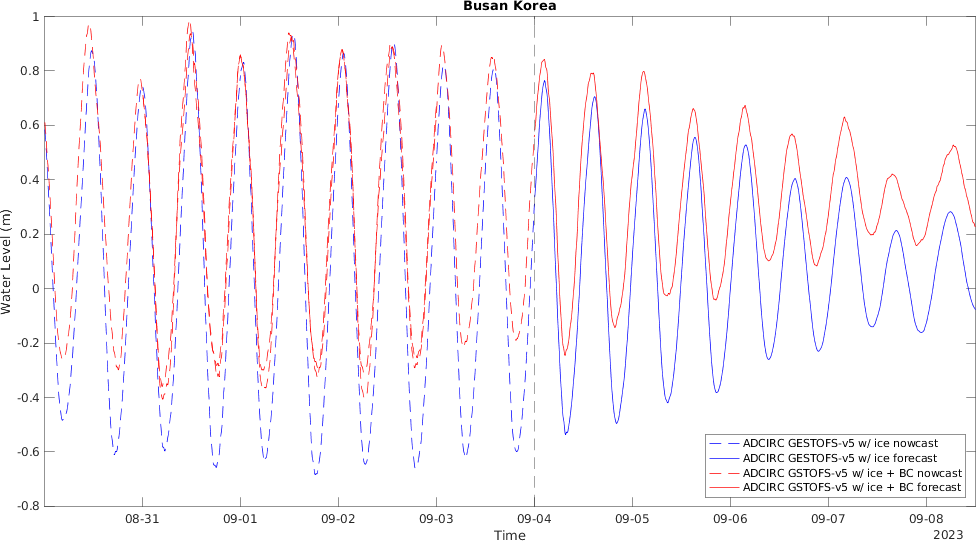 Busan Korea
Water Level (m)
1
0.8
0.6
0.4
0.2
0
-0.2
-0.4
-0.6
-0.8
ADCIRC GESTOFS-v5 w/ ice nowcast
ADCIRC GESTOFS-v5 w/ ice forecast
ADCIRC GSTOFS-v5 w/ ice + BC nowcast
ADCIRC GSTOFS-v5 w/ ice + BC forecast
08-31 09-01 09-02 09-03 09-04 09-05 09-06 09-07 09-08
Time
2023